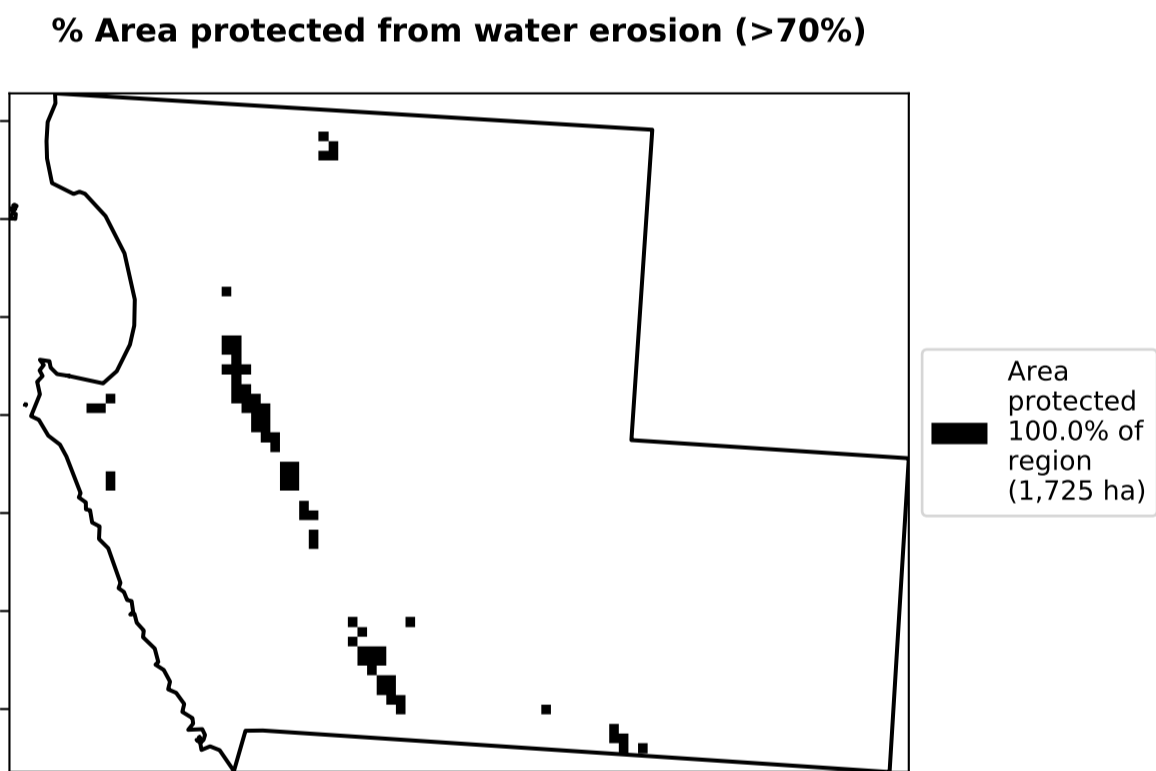 % Area protected from water erosion (>70%)
Area
protected
100.0% of
region
(1,725 ha)